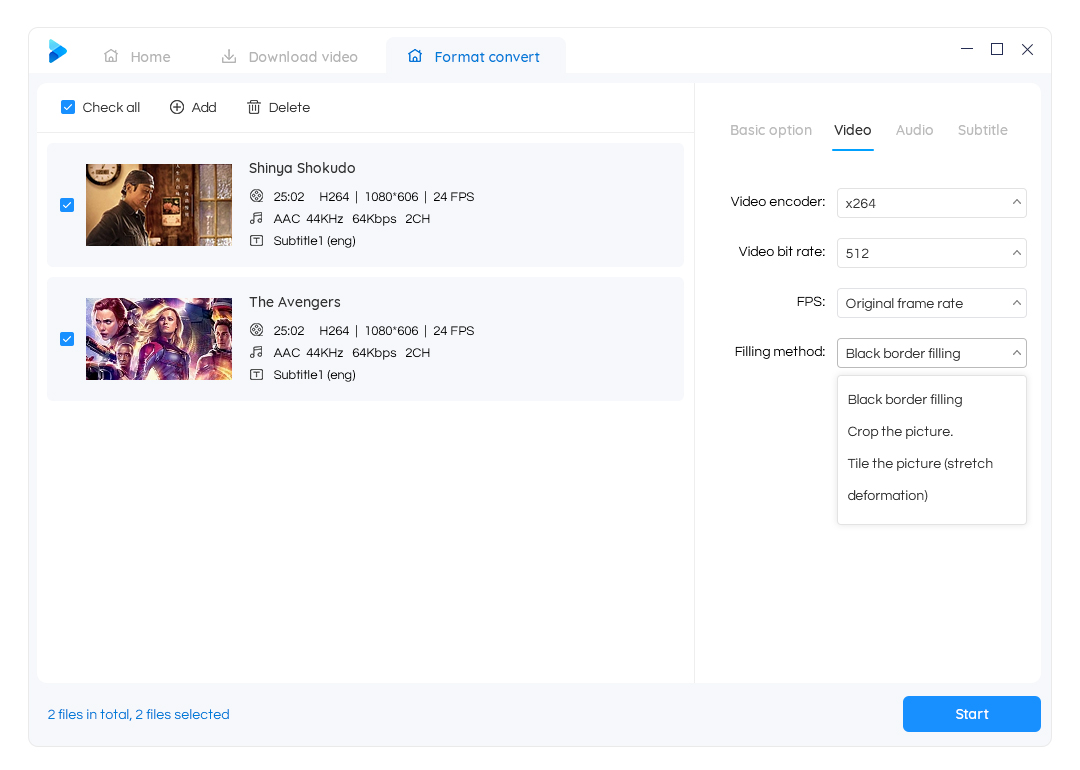 Home
Download video
Format convert
Check all
Add
Delete
Shinya Shokudo
25:02 H264 | 1080*606 | 24 FPS
AAC 44KHz 64Kbps 2CH
Subtitle1 (eng)
The Avengers
25:02 H264 | 1080*606 | 24 FPS
AAC 44KHz 64Kbps 2CH
Subtitle1 (eng)
Basic option
Video
Audio
Subtitle
Video encoder: x264
Video bit rate: 512
FPS: Original frame rate
Filling method: Black border filling
Black border filling
Crop the picture.
Tile the picture (stretch
deformation)
2 files in total, 2 files selected
Start